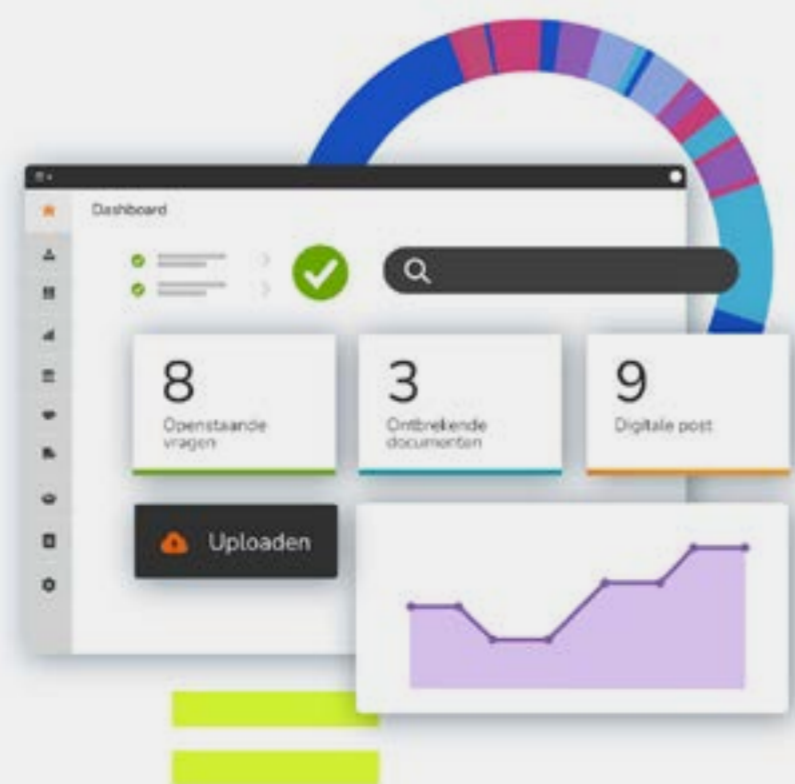 Dashboard
8
Openstaande
vragen
3
Ontbrekende
documenten
9
Digitale post
Uploaden